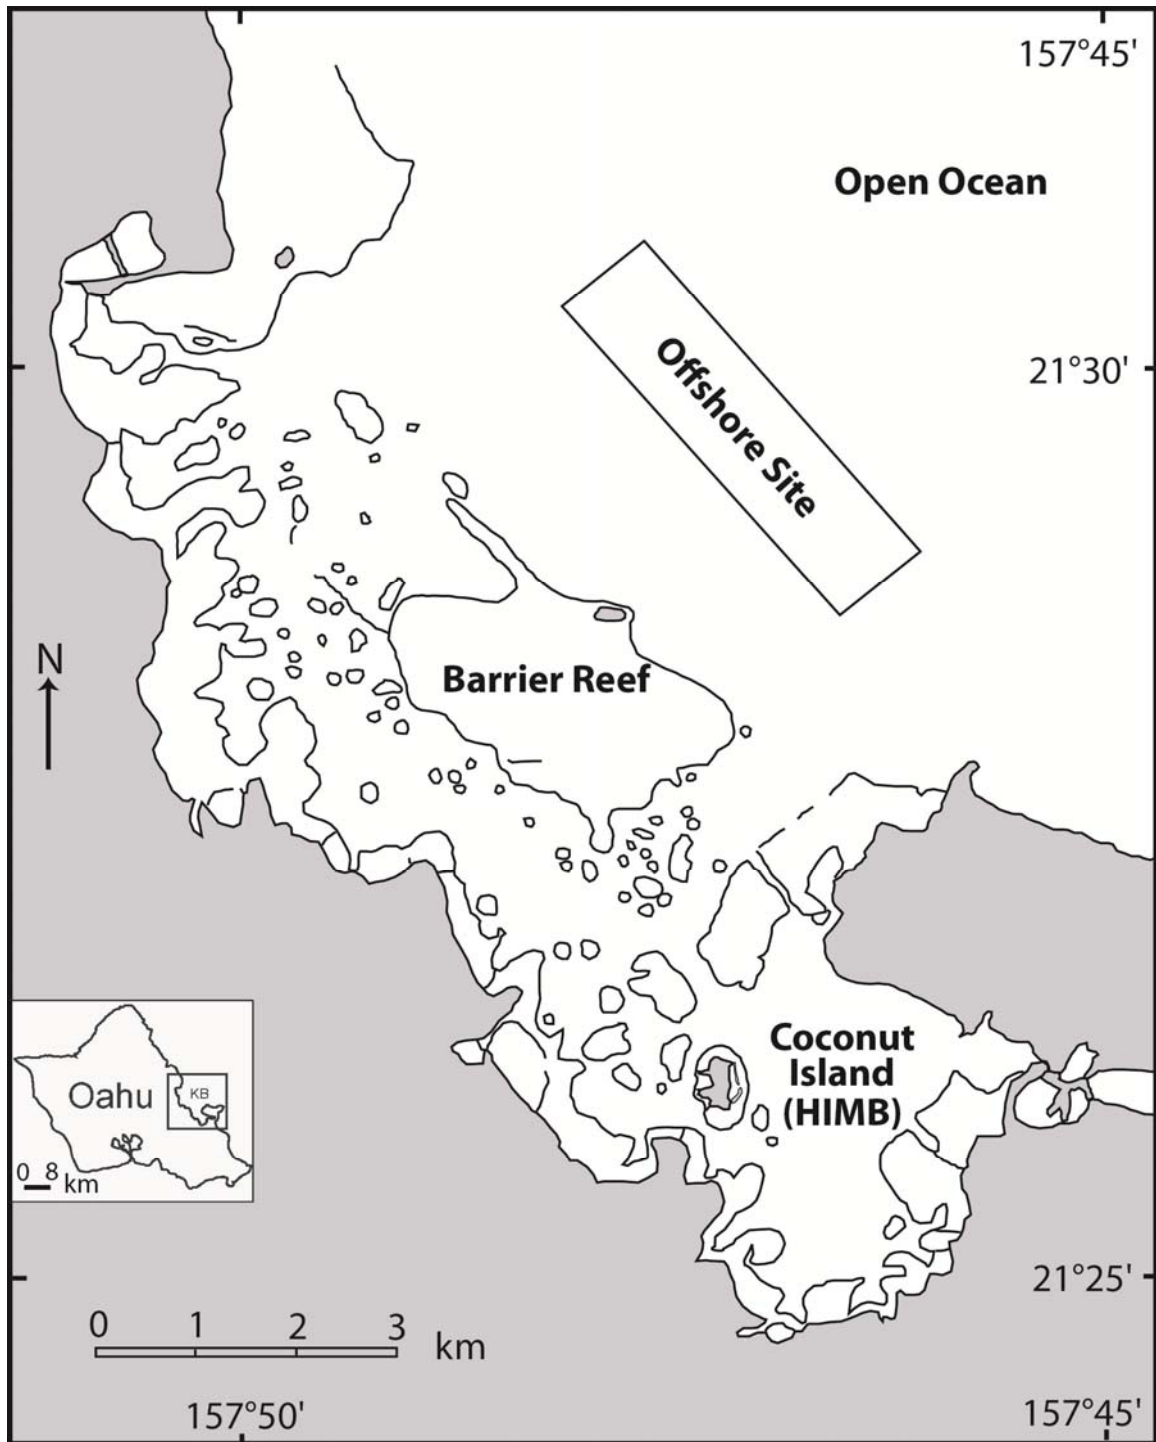 157°45'
Open Ocean
21°30'
Offshore Site
N
Barrier Reef
Coconut
Island
(HIMB)
Oahu
KB
0 8 km
21°25'
0 1 2 3 km
157°50'
157°45'